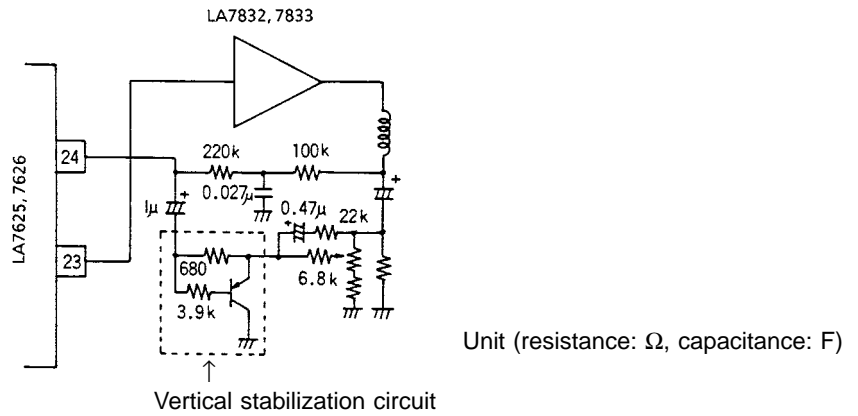 LA7832, 7833
LA7625, 7626
24
220k
100k
0.027μ
+
1μ
+
0.47μ
+
22k
23
680
6.8k
3.9k
Unit (resistance: Ω, capacitance: F)
↑
Vertical stabilization circuit